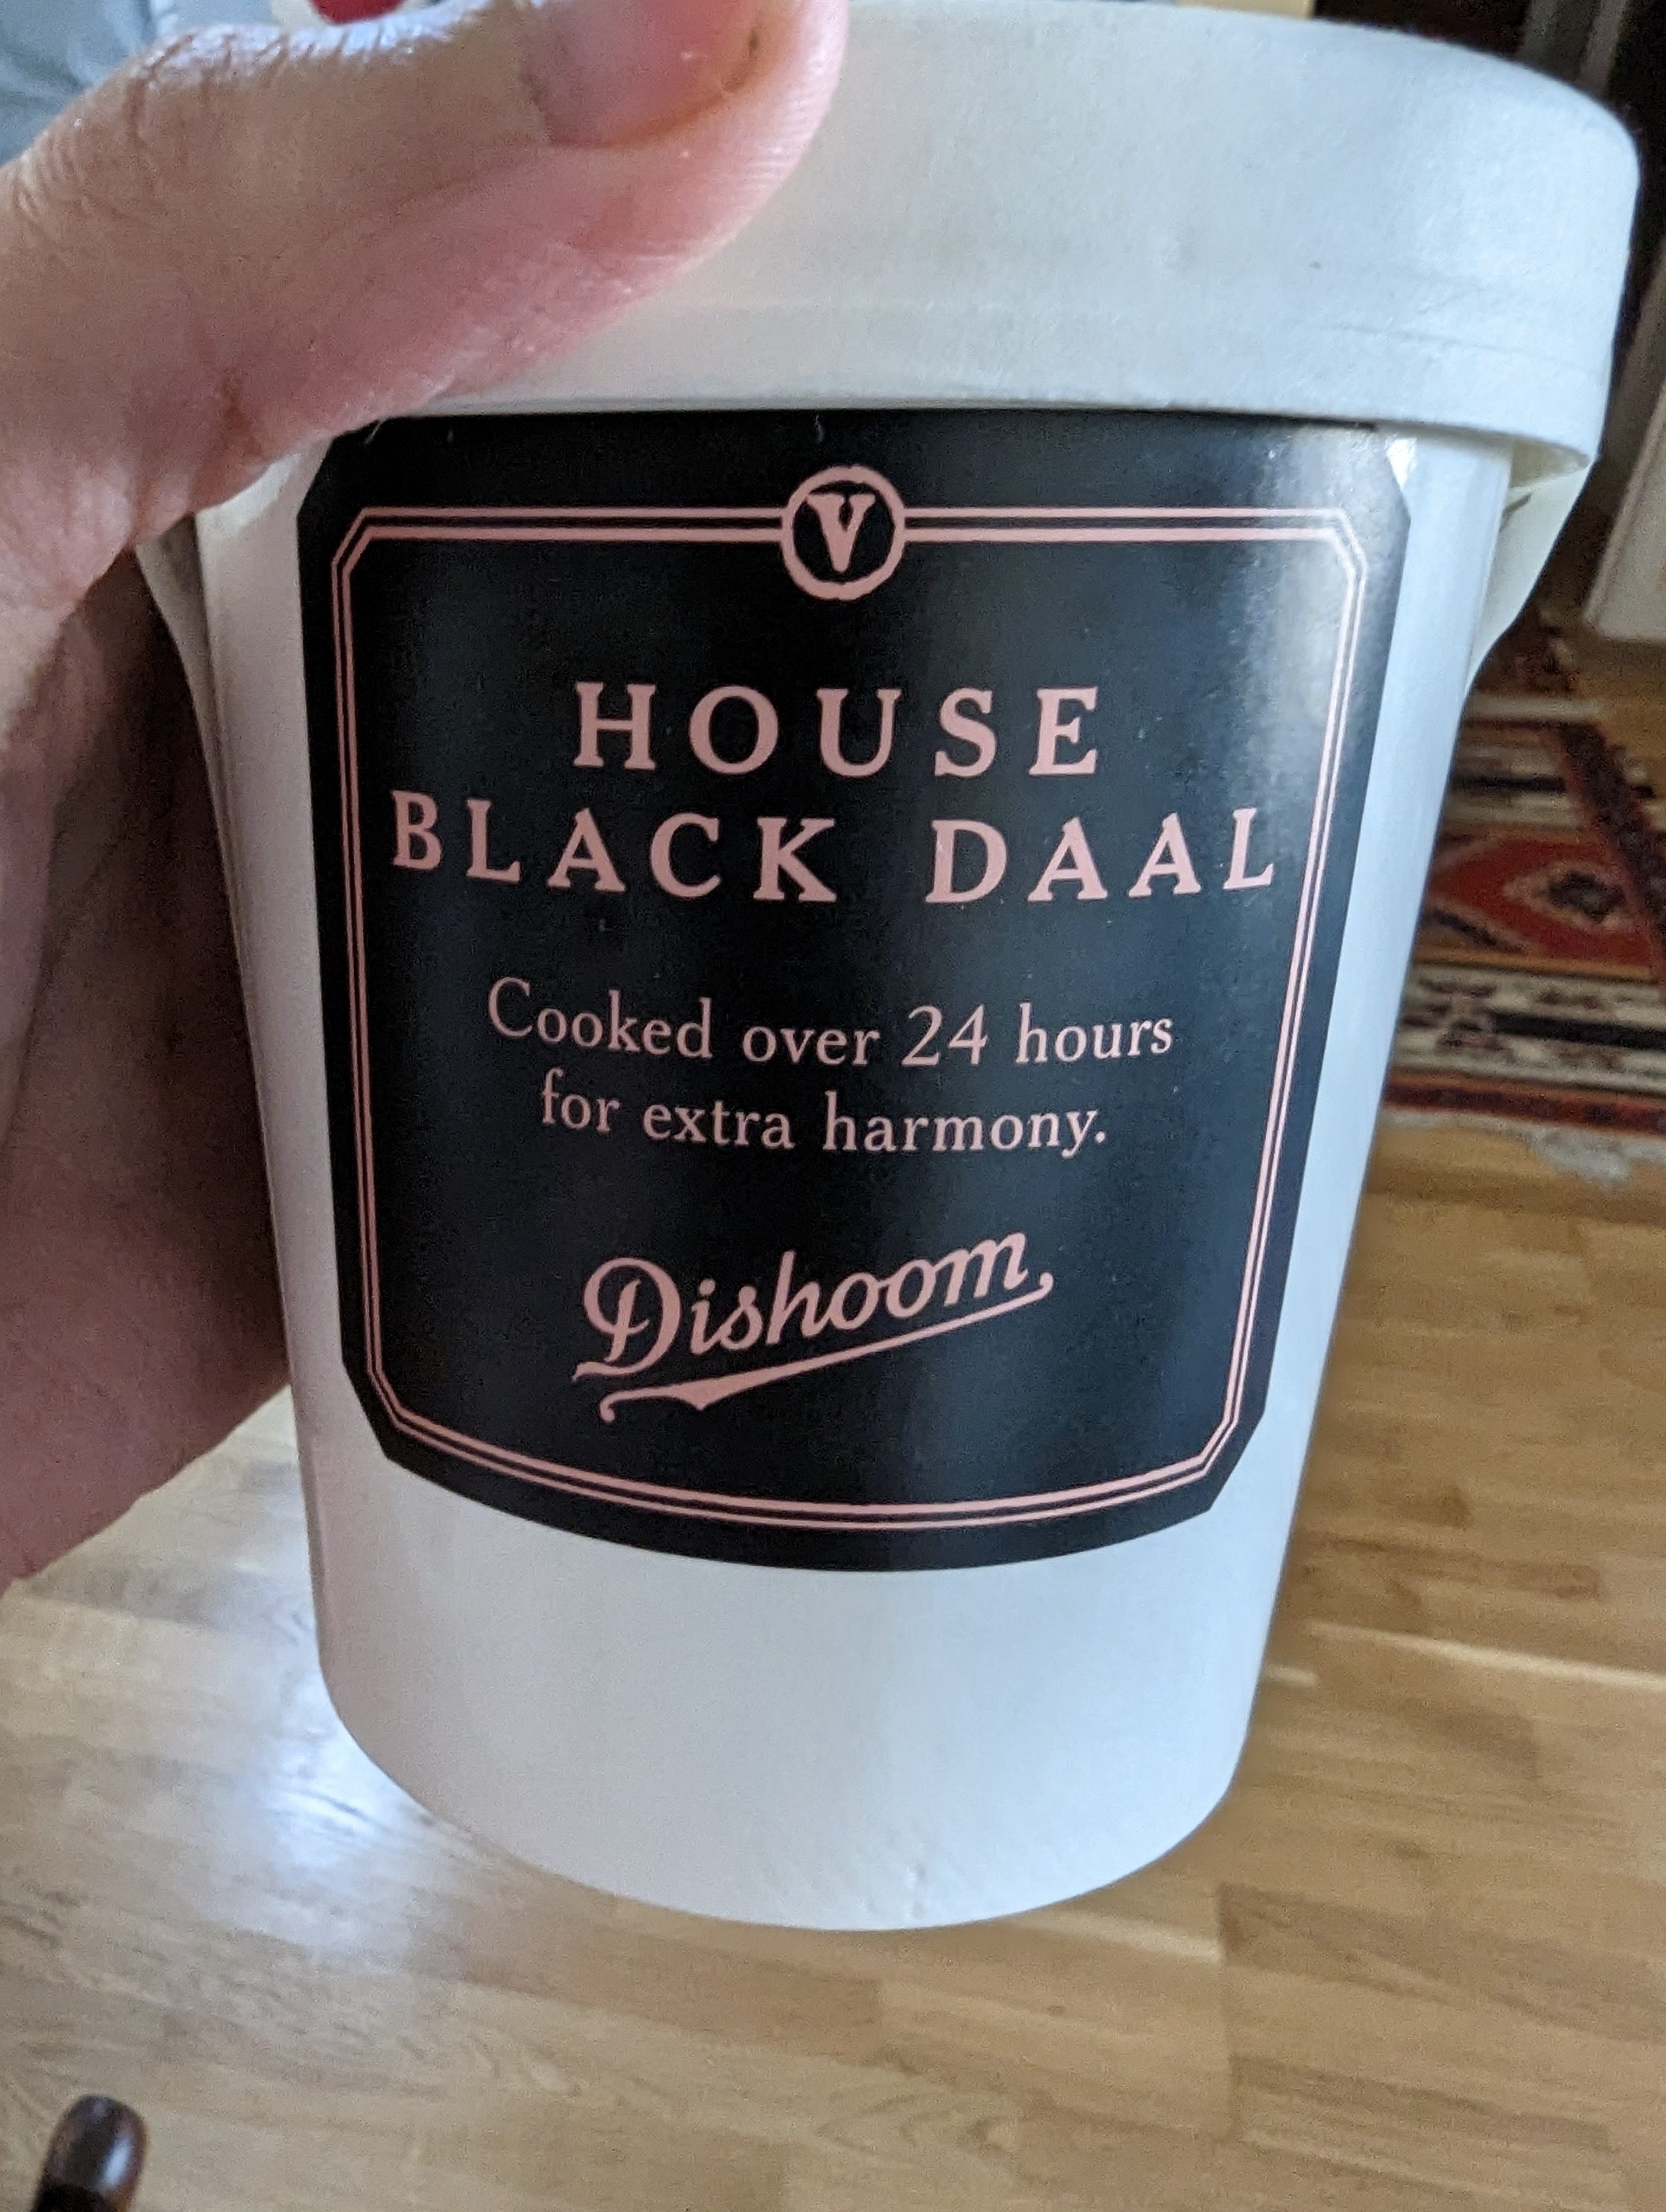 V
HOUSE
BLACK DAAL
Cooked over 24 hours
for extra harmony.
Dishoom